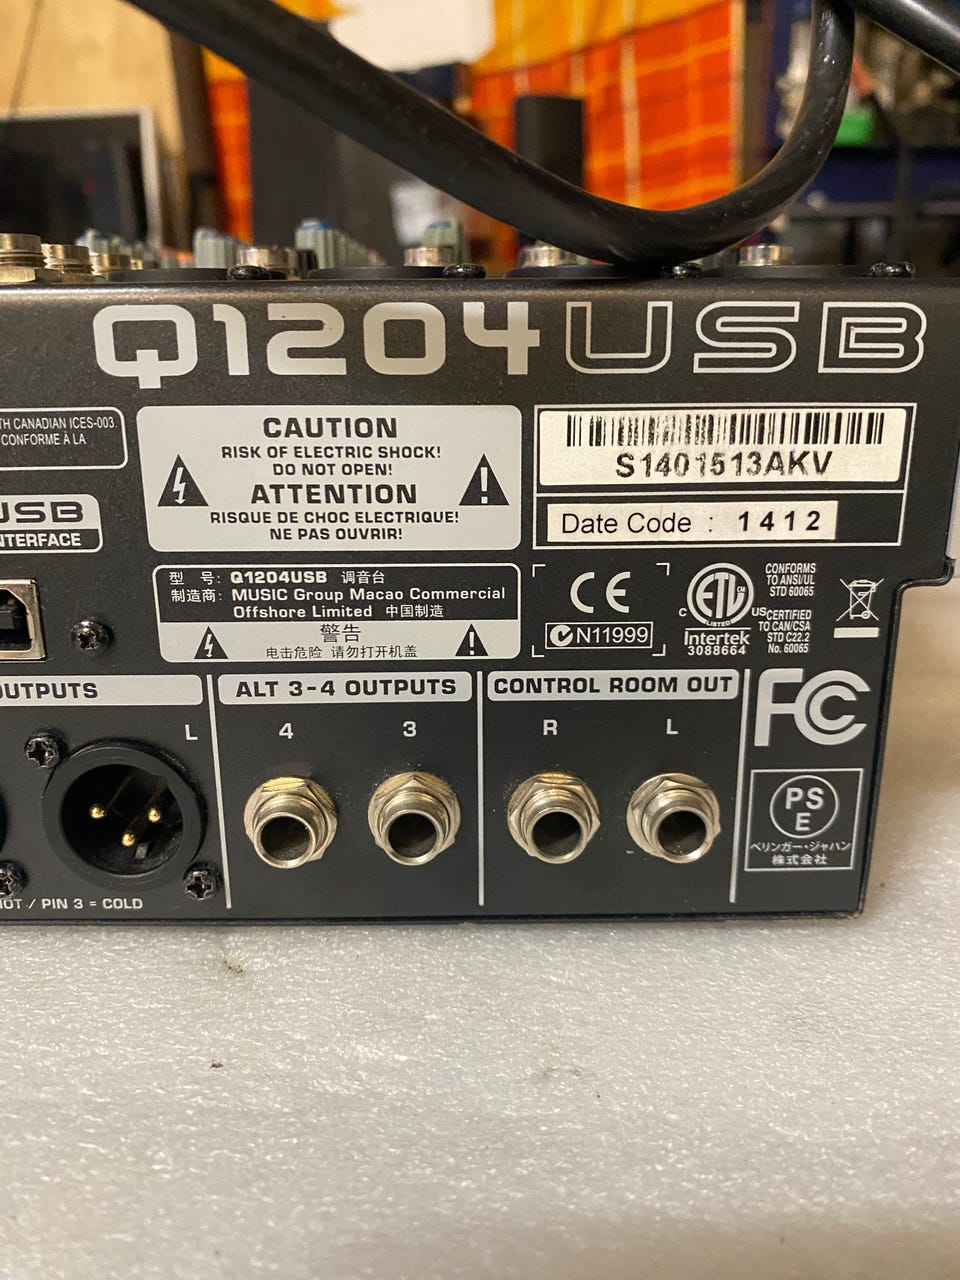 Q1204USB
TH CANADIAN ICES-003.
CONFORME À LA
USB
INTERFACE
CAUTION
RISK OF ELECTRIC SHOCK!
DO NOT OPEN!
ATTENTION
RISQUE DE CHOC ELECTRIQUE!
NE PAS OUVRIR!
S1401513AKV
Date Code : 1412
型 号: Q1204USB 调音台
制造商: MUSIC Group Macao Commercial
Offshore Limited 中国制造
警告
电击危险 请勿打开机盖
CE
N11999
ETL
CM
LISTED
C US
Intertek
3088664
CONFORMS
TO ANSI/UL
STD 60065
CERTIFIED
TO CAN/CSA
STD C22.2
No. 60065
FC
PS
E
ベリンガー・ジャパン
株式会社
OUTPUTS
L
HOT / PIN 3 = COLD
ALT 3-4 OUTPUTS
4 3
CONTROL ROOM OUT
R L